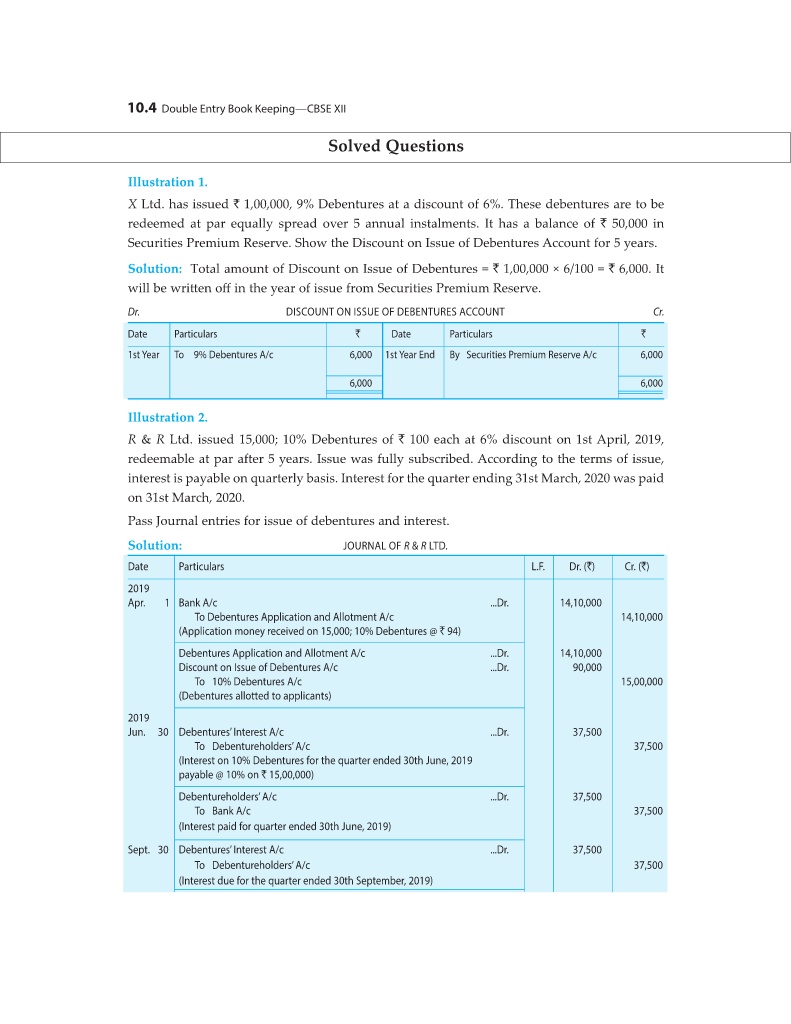 10.4 Double Entry Book Keeping—CBSE XII
Solved Questions
Illustration 1.
X Ltd. has issued ₹ 1,00,000, 9% Debentures at a discount of 6%. These debentures are to be
redeemed at par equally spread over 5 annual instalments. It has a balance of ₹ 50,000 in
Securities Premium Reserve. Show the Discount on Issue of Debentures Account for 5 years.
Solution: Total amount of Discount on Issue of Debentures = ₹ 1,00,000 × 6/100 = ₹ 6,000. It
will be written off in the year of issue from Securities Premium Reserve.
Dr. DISCOUNT ON ISSUE OF DEBENTURES ACCOUNT Cr.
Date Particulars ₹ Date Particulars ₹
1st Year To 9% Debentures A/c 6,000 1st Year End By Securities Premium Reserve A/c 6,000
6,000 6,000
Illustration 2.
R & R Ltd. issued 15,000; 10% Debentures of ₹ 100 each at 6% discount on 1st April, 2019,
redeemable at par after 5 years. Issue was fully subscribed. According to the terms of issue,
interest is payable on quarterly basis. Interest for the quarter ending 31st March, 2020 was paid
on 31st March, 2020.
Pass Journal entries for issue of debentures and interest.
Solution: JOURNAL OF R & R LTD.
Date Particulars L.F. Dr. (₹) Cr. (₹)
2019
Apr. 1 Bank A/c ...Dr. 14,10,000
To Debentures Application and Allotment A/c 14,10,000
(Application money received on 15,000; 10% Debentures @ ₹ 94)
Debentures Application and Allotment A/c ...Dr. 14,10,000
Discount on Issue of Debentures A/c ...Dr. 90,000
To 10% Debentures A/c 15,00,000
(Debentures allotted to applicants)
2019
Jun. 30 Debentures' Interest A/c ...Dr. 37,500
To Debentureholders' A/c 37,500
(Interest on 10% Debentures for the quarter ended 30th June, 2019
payable @ 10% on ₹ 15,00,000)
Debentureholders' A/c ...Dr. 37,500
To Bank A/c 37,500
(Interest paid for quarter ended 30th June, 2019)
Sept. 30 Debentures' Interest A/c ...Dr. 37,500
To Debentureholders' A/c 37,500
(Interest due for the quarter ended 30th September, 2019)